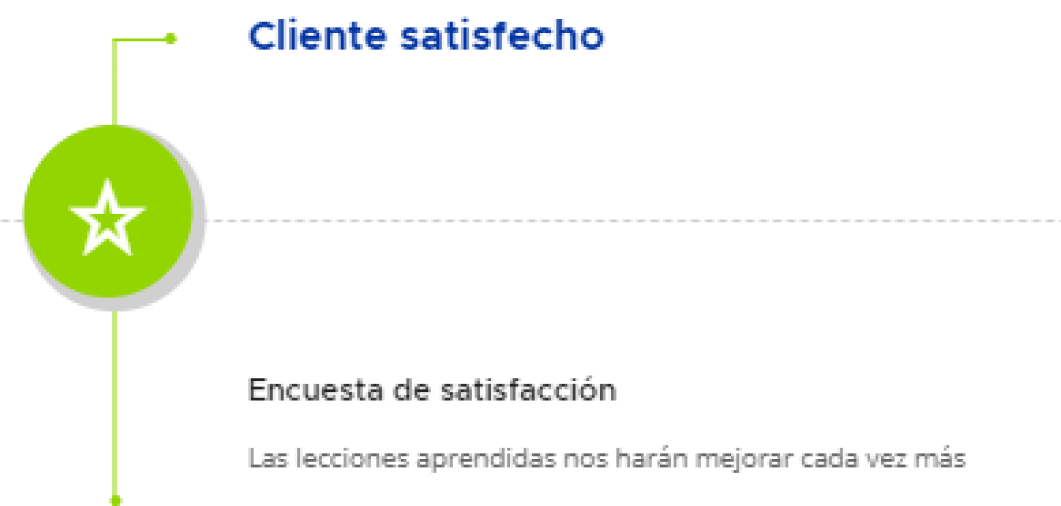 Cliente satisfecho
Encuesta de satisfacción
Las lecciones aprendidas nos harán mejorar cada vez más